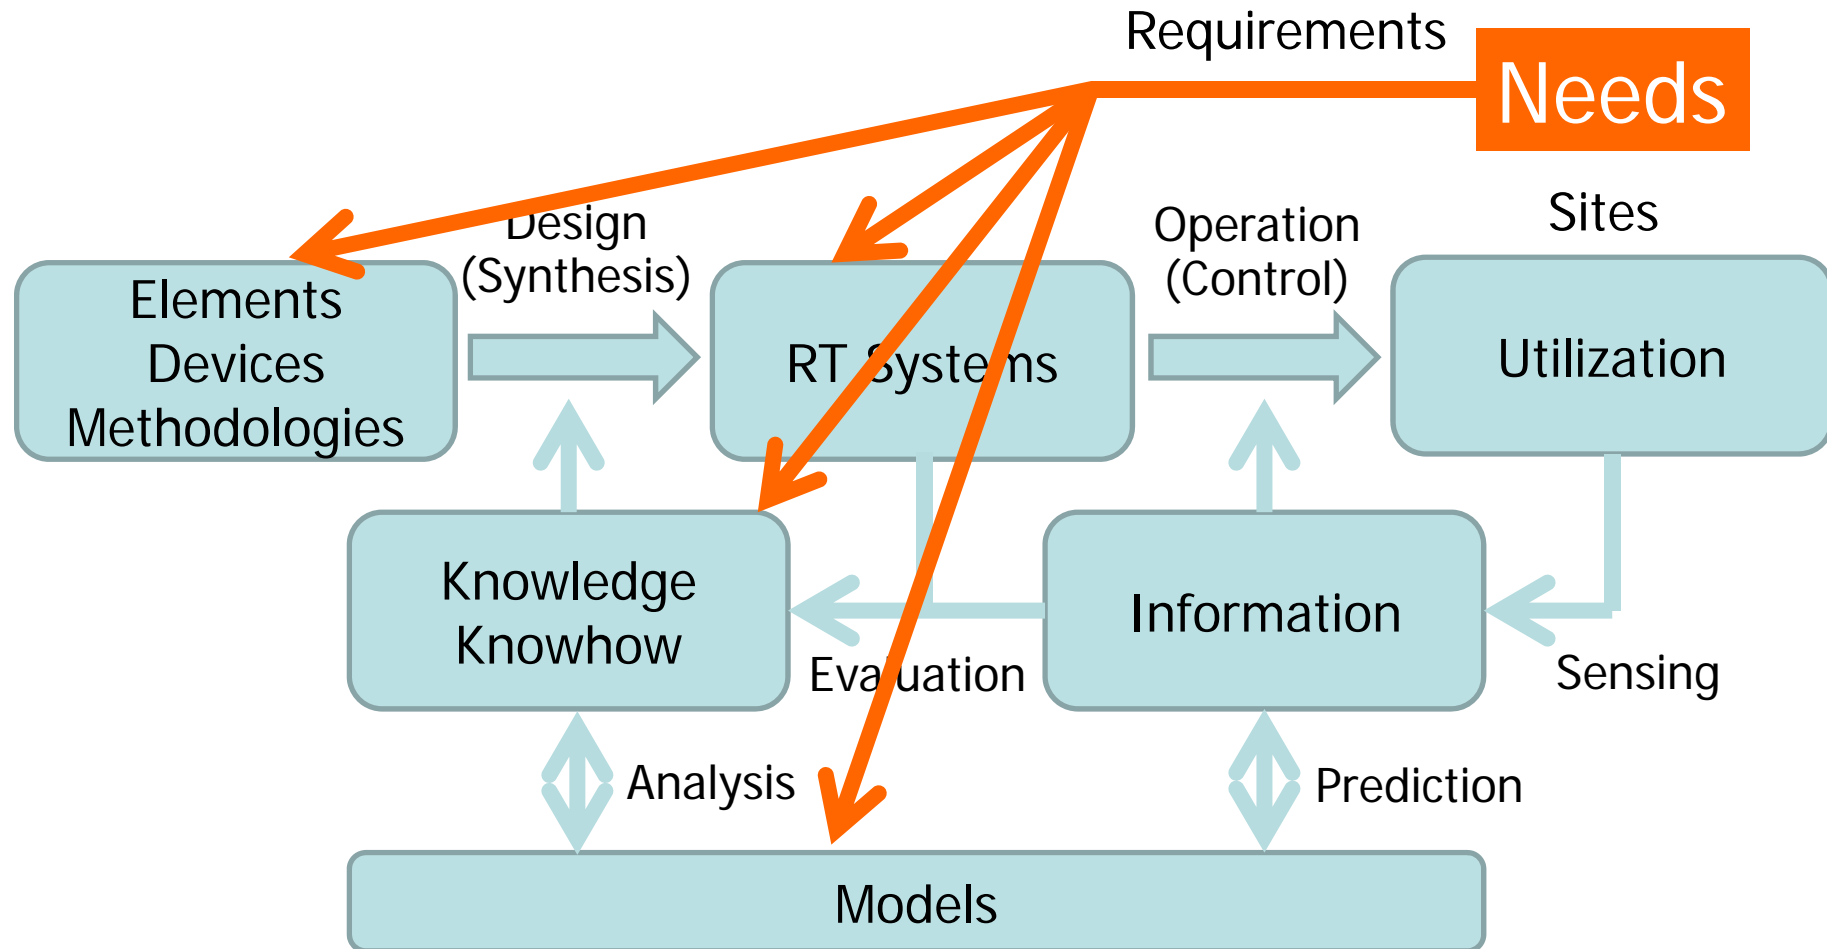 Requirements
Needs
Design
(Synthesis)
Operation
(Control)
Sites
Elements
Devices
Methodologies
RT Systems
Utilization
Knowledge
Knowhow
Information
Evaluation
Sensing
Analysis
Prediction
Models